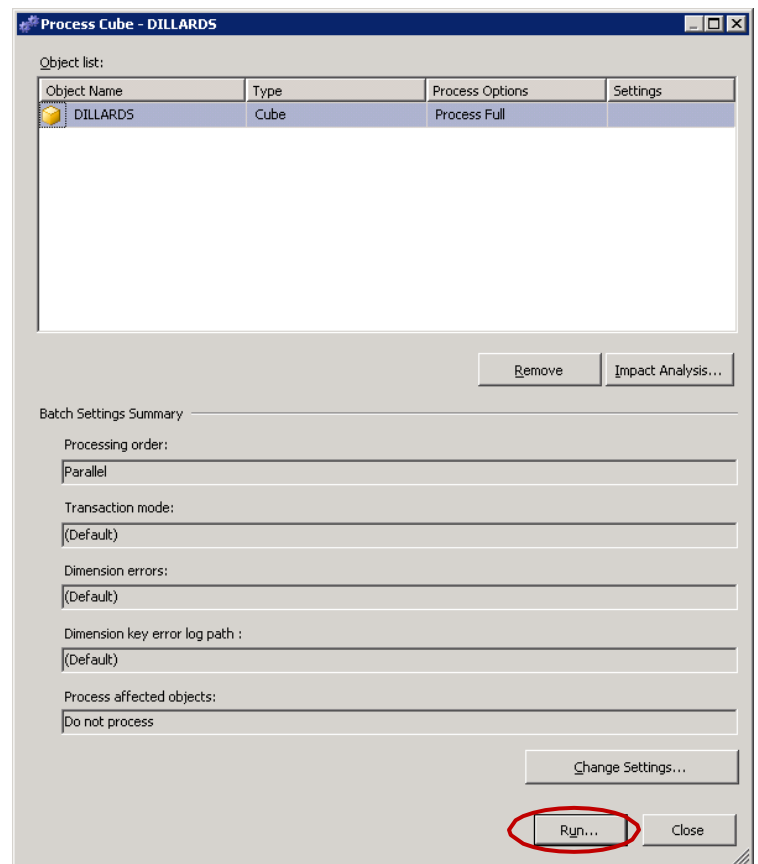 Process Cube - DILLARDS
Object list:
Object Name Type Process Options Settings
DILLARDS Cube Process Full
Remove Impact Analysis...
Batch Settings Summary
Processing order:
Parallel
Transaction mode:
(Default)
Dimension errors:
(Default)
Dimension key error log path :
(Default)
Process affected objects:
Do not process
Change Settings...
Run... Close